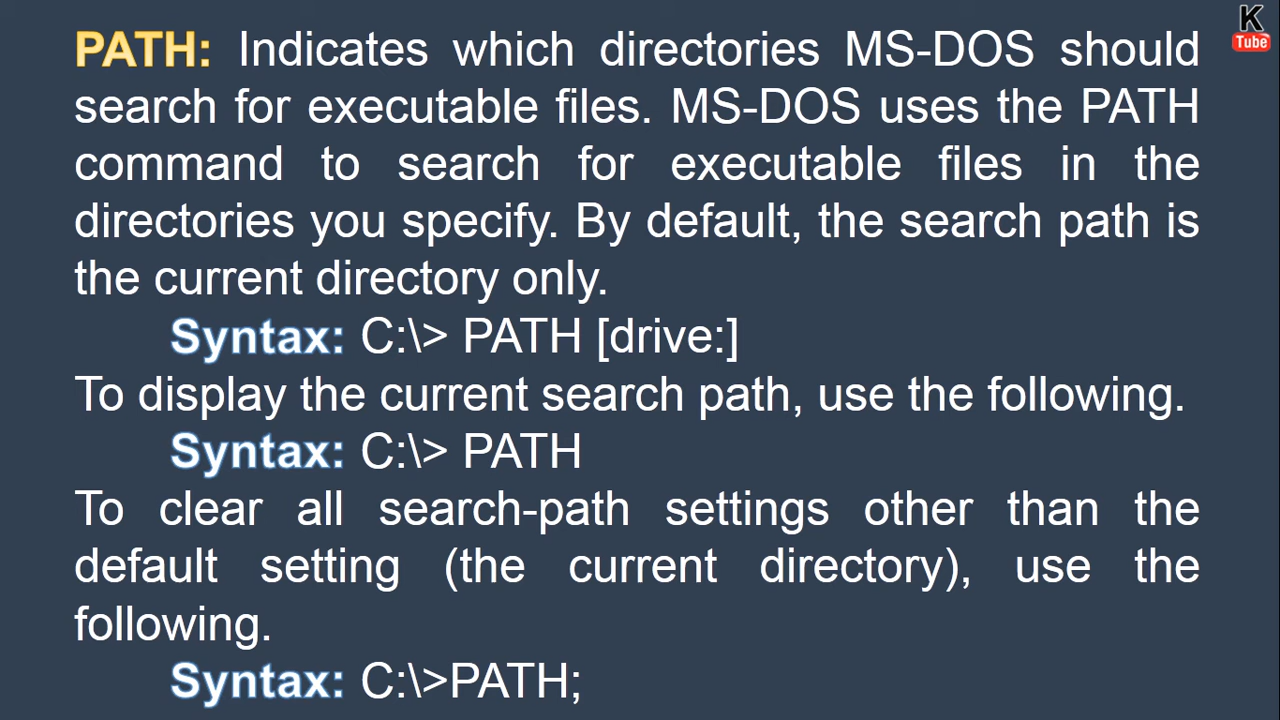 K
Tube
PATH: Indicates which directories MS-DOS should
search for executable files. MS-DOS uses the PATH
command to search for executable files in the
directories you specify. By default, the search path is
the current directory only.
Syntax: C:\> PATH [drive:]
To display the current search path, use the following.
Syntax: C:\> PATH
To clear all search-path settings other than the
default setting (the current directory), use the
following.
Syntax: C:\>PATH;